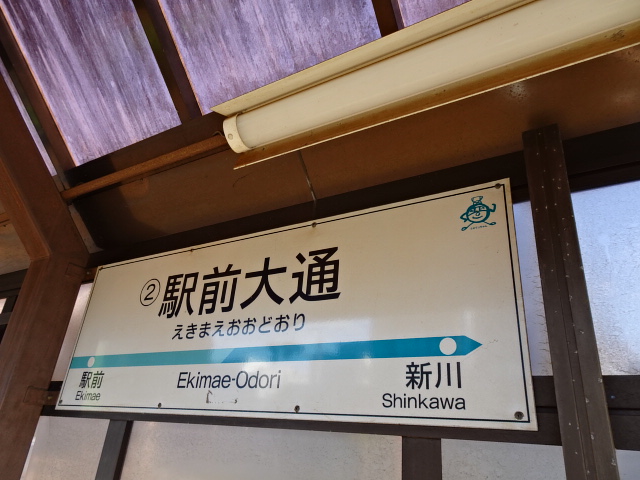 ②駅前大通
えきまえおおどおり
駅前
Ekimae
Ekimae-Odori
新川
Shinkawa